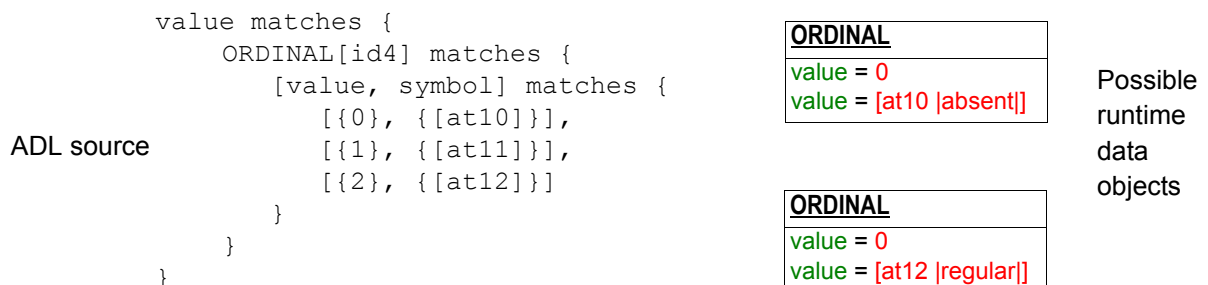 value matches {
ORDINAL[id4] matches {
[value, symbol] matches {
[{0}, {[at10]}],
[{1}, {[at11]}],
[{2}, {[at12]}]
}
}
}
ADL source
ORDINAL
value = 0
value = [at10 |absent|]
ORDINAL
value = 0
value = [at12 |regular|]
Possible
runtime
data
objects